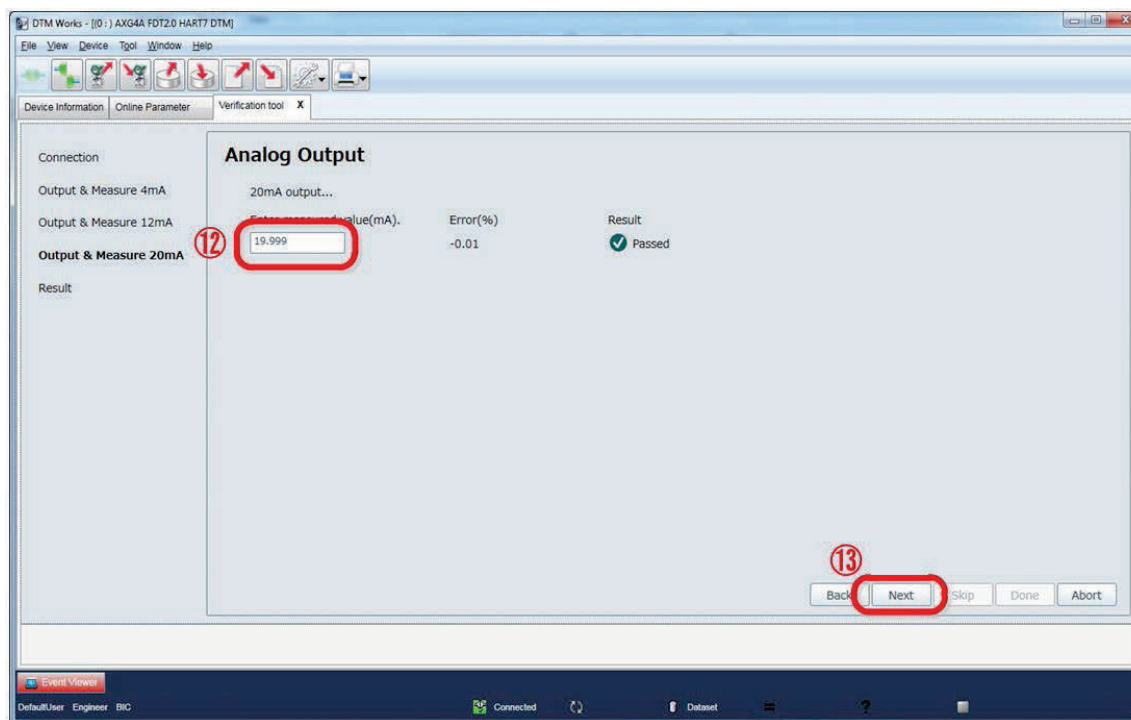 DTM Works - [(0 : ) AXG4A FDT2.0 HART7 DTM]
File View Device Tool Window Help
Device Information Online Parameter Verification tool X
Connection
Output & Measure 4mA
Output & Measure 12mA
Output & Measure 20mA
Result
Analog Output
20mA output...
Enter measured value(mA). Error(%) Result
⑫ 19.999 -0.01 Passed
⑬
Back Next Skip Done Abort
Event Viewer
DefaultUser Engineer BIC Connected Dataset = ?